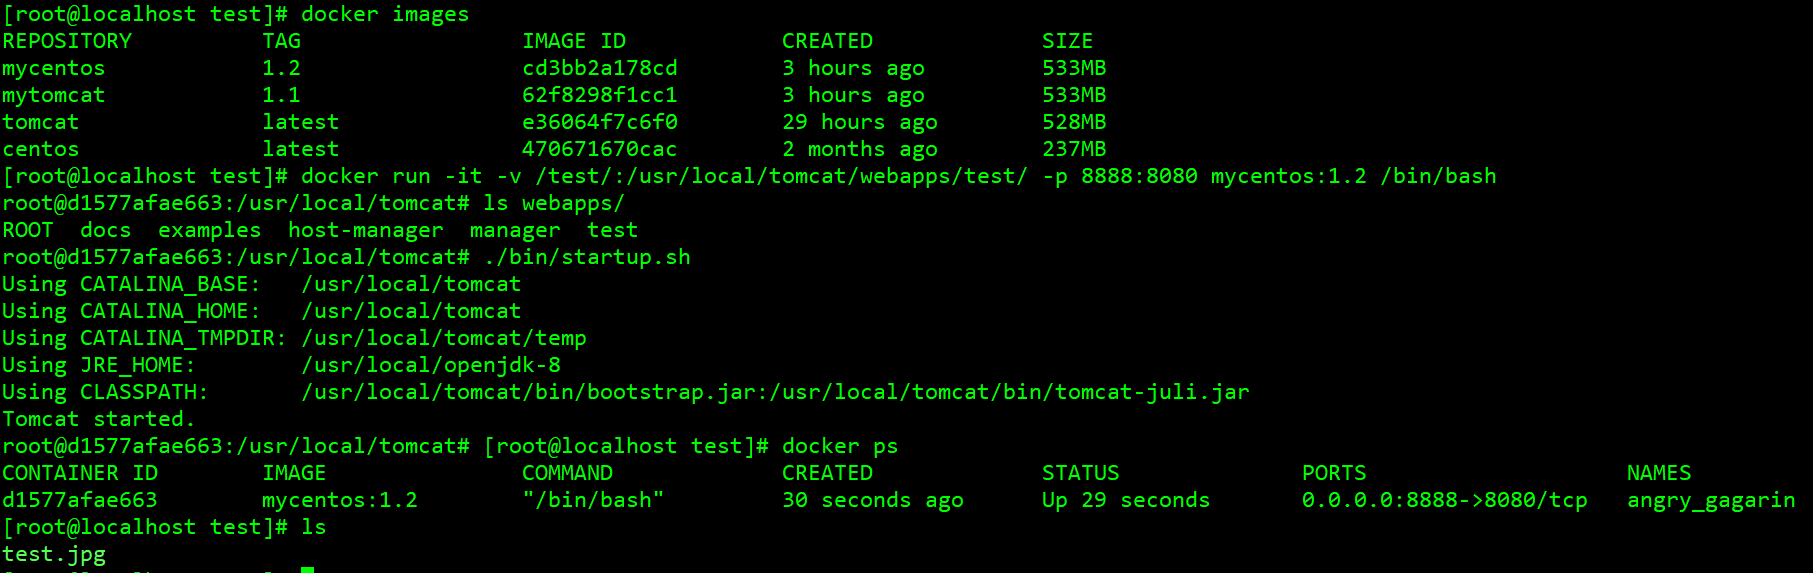 [root@localhost test]# docker images
REPOSITORY TAG IMAGE ID CREATED SIZE
mycentos 1.2 cd3bb2a178cd 3 hours ago 533MB
mytomcat 1.1 62f8298f1cc1 3 hours ago 533MB
tomcat latest e36064f7c6f0 29 hours ago 528MB
centos latest 470671670cac 2 months ago 237MB
[root@localhost test]# docker run -it -v /test/:/usr/local/tomcat/webapps/test/ -p 8888:8080 mycentos:1.2 /bin/bash
root@d1577afae663:/usr/local/tomcat# ls webapps/
ROOT docs examples host-manager manager test
root@d1577afae663:/usr/local/tomcat# ./bin/startup.sh
Using CATALINA_BASE: /usr/local/tomcat
Using CATALINA_HOME: /usr/local/tomcat
Using CATALINA_TMPDIR: /usr/local/tomcat/temp
Using JRE_HOME: /usr/local/openjdk-8
Using CLASSPATH: /usr/local/tomcat/bin/bootstrap.jar:/usr/local/tomcat/bin/tomcat-juli.jar
Tomcat started.
root@d1577afae663:/usr/local/tomcat# [root@localhost test]# docker ps
CONTAINER ID IMAGE COMMAND CREATED STATUS PORTS NAMES
d1577afae663 mycentos:1.2 "/bin/bash" 30 seconds ago Up 29 seconds 0.0.0.0:8888->8080/tcp angry_gagarin
[root@localhost test]# ls
test.jpg